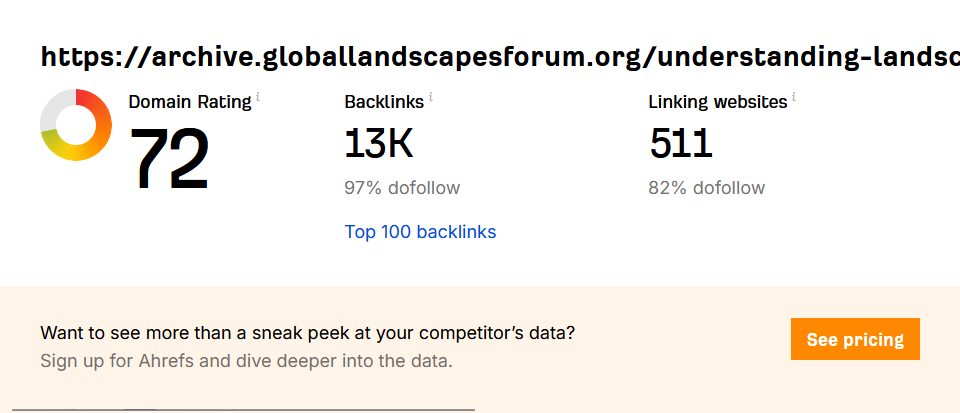 https://archive.globallandscapesforum.org/understanding-landsc
Domain Rating i
72
Backlinks i
13K
97% dofollow
Top 100 backlinks
Linking websites i
511
82% dofollow
Want to see more than a sneak peek at your competitor’s data?
Sign up for Ahrefs and dive deeper into the data.
See pricing